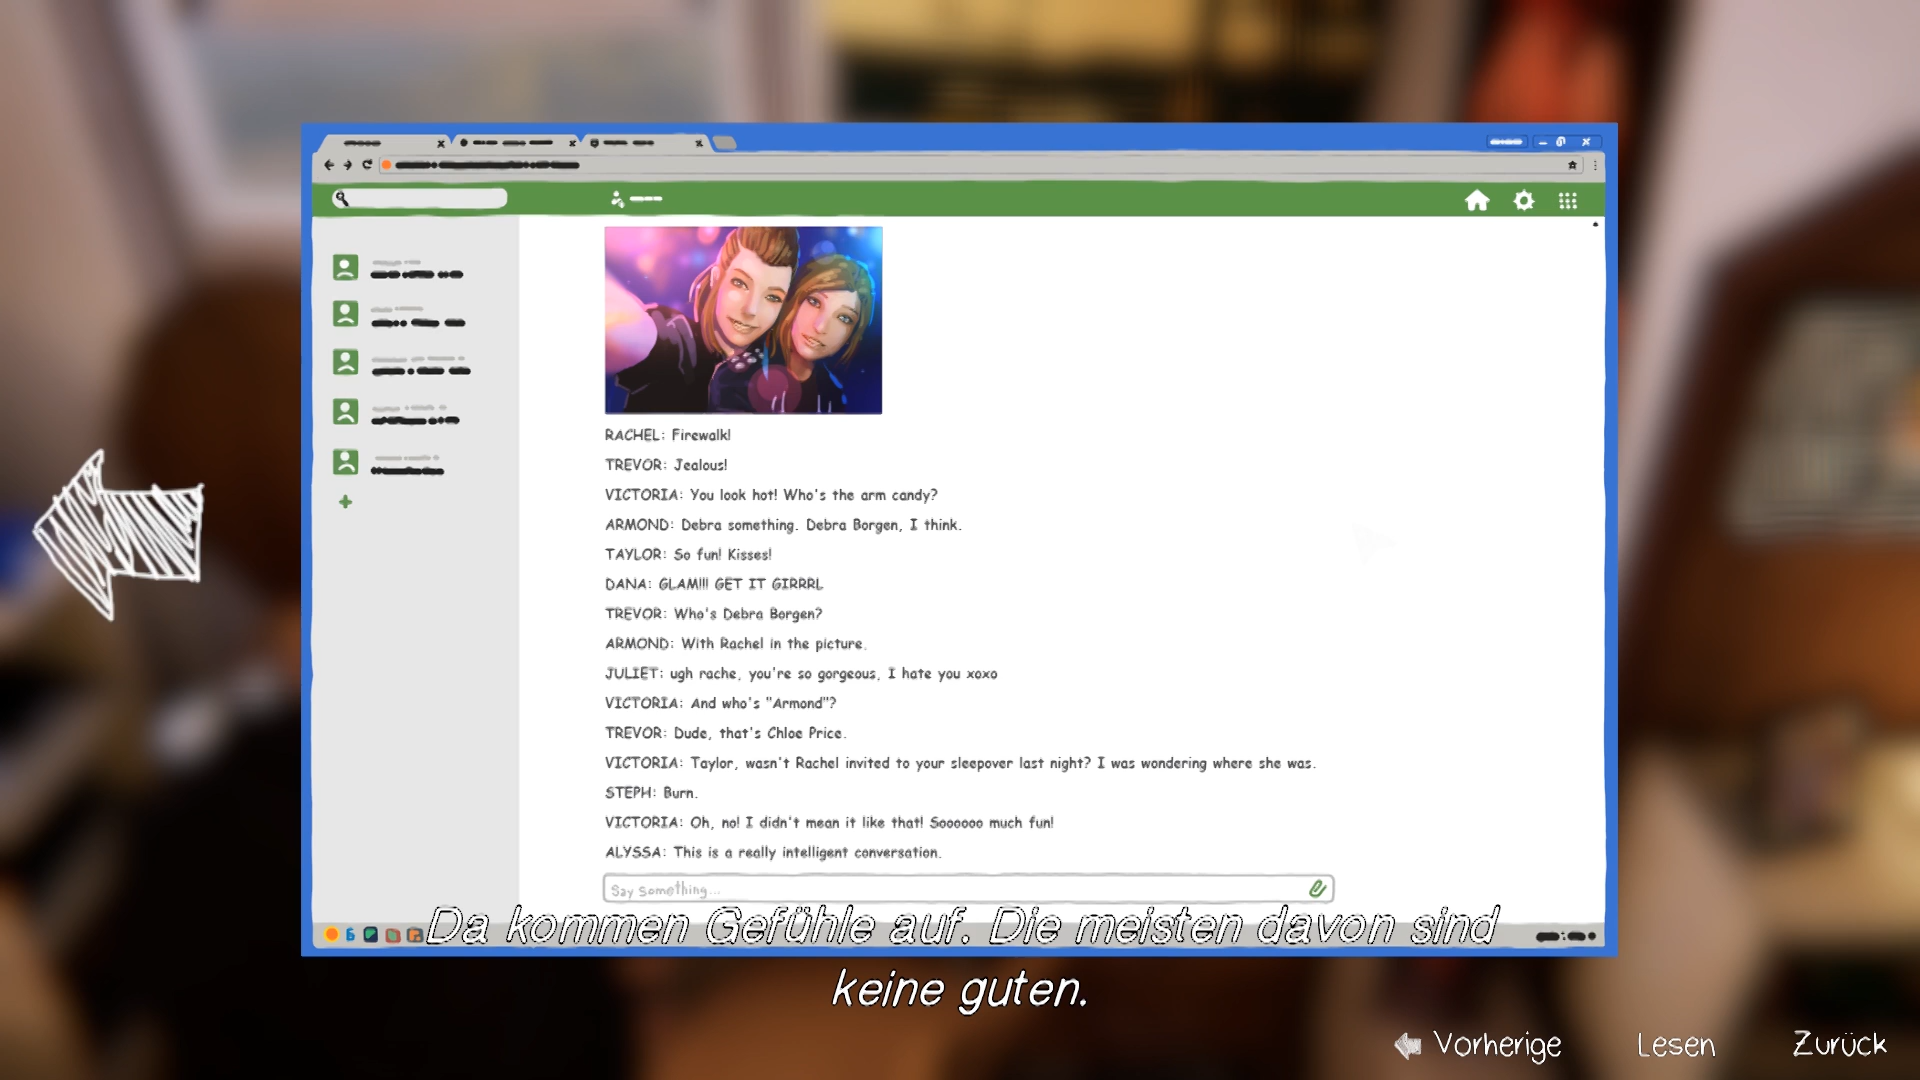 RACHEL: Firewalk!
TREVOR: Jealous!
VICTORIA: You look hot! Who's the arm candy?
ARMOND: Debra something. Debra Borgen, I think.
TAYLOR: So fun! Kisses!
DANA: GLAM!!! GET IT GIRRRL
TREVOR: Who's Debra Borgen?
ARMOND: With Rachel in the picture.
JULIET: ugh rache, you're so gorgeous, I hate you xoxo
VICTORIA: And who's "Armond"?
TREVOR: Dude, that's Chloe Price.
VICTORIA: Taylor, wasn't Rachel invited to your sleepover last night? I was wondering where she was.
STEPH: Burn.
VICTORIA: Oh, no! I didn't mean it like that! Soooooo much fun!
ALYSSA: This is a really intelligent conversation.
Say something...
Da kommen Gefühle auf. Die meisten davon sind
keine guten.
Vorherige
Lesen
Zurück